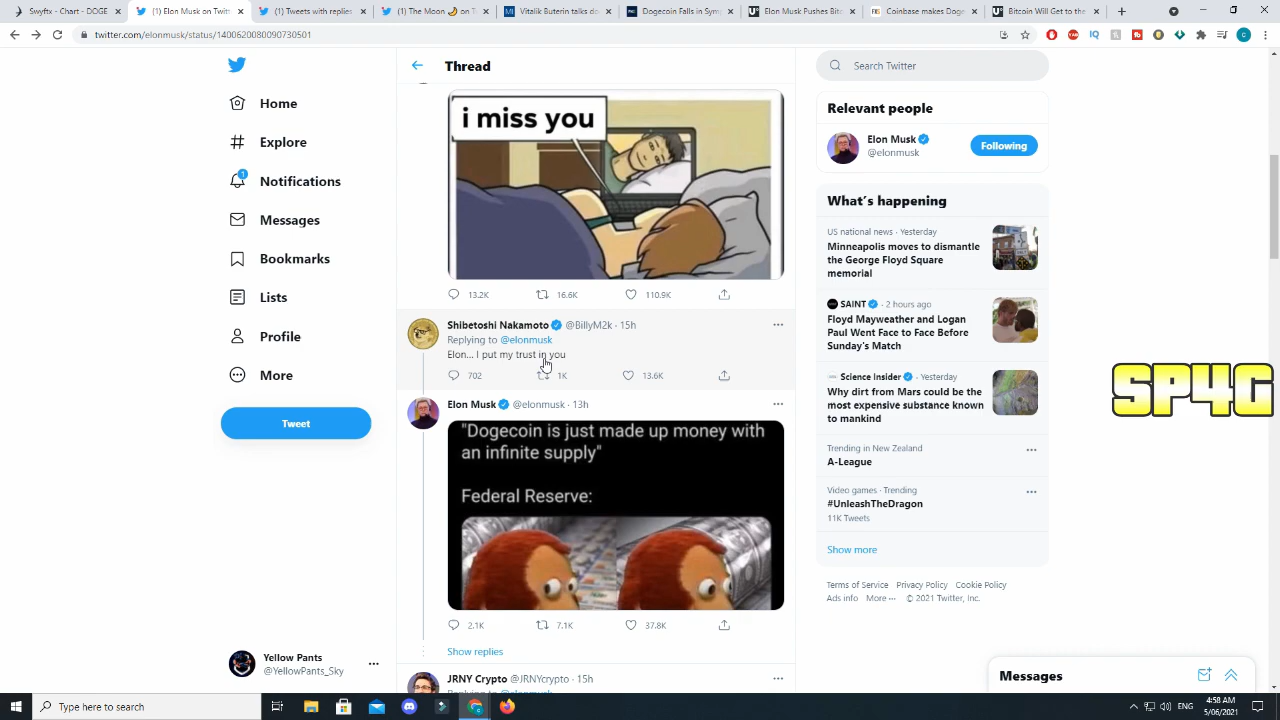 Swyftx - Chart - DOGE
(1) Elon Musk on Twitt
(1) Tweets with replies
(1) The Moon 🌙 on T
Vitalik Buterin talks d
Dogecoin Falls in Sym
Elon Musk Pushes Bits
Coinbase makes Doge
Bitcoin Will Get to the
twitter.com/elonmusk/status/1400620080090730501
Home
Explore
Notifications
1
Messages
Bookmarks
Lists
Profile
More
Tweet
Yellow Pants
@YellowPants_Sky
Thread
i miss you
13.2K 16.6K 110.9K
Shibetoshi Nakamoto @BillyM2k · 15h
Replying to @elonmusk
Elon... I put my trust in you
702 1K 13.6K
Elon Musk @elonmusk · 13h
"Dogecoin is just made up money with
an infinite supply"
Federal Reserve:
2.1K 7.1K 37.8K
Show replies
JRNY Crypto @JRNYcrypto · 15h
Replying to @elonmusk
Search Twitter
Relevant people
Elon Musk
@elonmusk
Following
What's happening
US national news · Yesterday
Minneapolis moves to dismantle
the George Floyd Square
memorial
SAINT · 2 hours ago
Floyd Mayweather and Logan
Paul Went Face to Face Before
Sunday's Match
Science Insider · Yesterday
Why dirt from Mars could be the
most expensive substance known
to mankind
Trending in New Zealand
A-League
Video games · Trending
#UnleashTheDragon
11K Tweets
Show more
Terms of Service Privacy Policy Cookie Policy
Ads info More ··· © 2021 Twitter, Inc.
SP4G
Messages
Type here to search
ENG
4:58 AM
5/06/2021